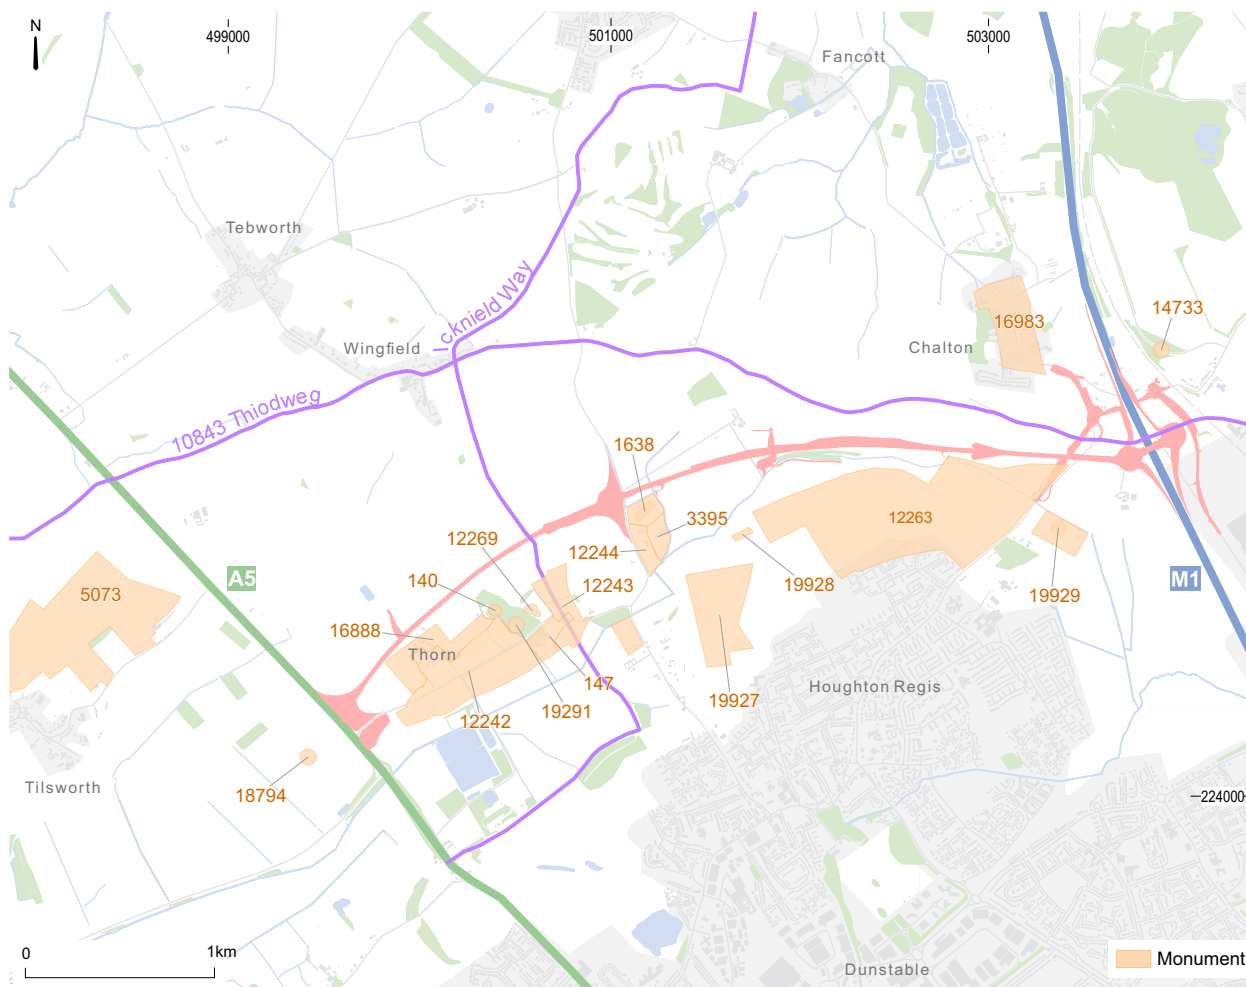 N
499000
501000
503000
Fancott
Tebworth
Icknield Way
Wingfield
16983
14733
Chalton
10843 Thiodweg
1638
3395
12263
12269
12244
A5
140
12243
19928
M1
5073
19929
16888
Thorn
147
Houghton Regis
12242
19291
19927
Tilsworth
18794
224000
0
1km
Monument
Dunstable